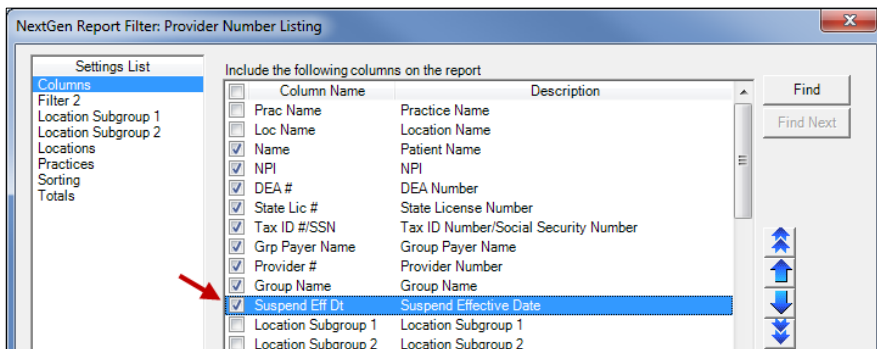 NextGen Report Filter: Provider Number Listing
Settings List
Columns
Filter 2
Location Subgroup 1
Location Subgroup 2
Locations
Practices
Sorting
Totals
Include the following columns on the report
Column Name Description
Prac Name Practice Name
Loc Name Location Name
Name Patient Name
NPI NPI
DEA # DEA Number
State Lic # State License Number
Tax ID #/SSN Tax ID Number/Social Security Number
Grp Payer Name Group Payer Name
Provider # Provider Number
Group Name Group Name
Suspend Eff Dt Suspend Effective Date
Location Subgroup 1 Location Subgroup 1
Location Subgroup 2 Location Subgroup 2
Find
Find Next